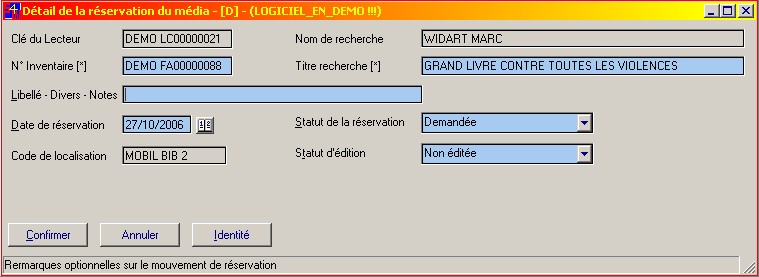 Détail de la réservation du média - [D] - (LOGICIEL_EN_DEMO !!!)
Clé du Lecteur DEMO LC00000021 Nom de recherche WIDART MARC
N° Inventaire [*] DEMO FA00000088 Titre recherche [*] GRAND LIVRE CONTRE TOUTES LES VIOLENCES
Libellé - Divers - Notes
Date de réservation 27/10/2006 Statut de la réservation Demandée
Code de localisation MOBIL BIB 2 Statut d'édition Non éditée
Confirmer Annuler Identité
Remarques optionnelles sur le mouvement de réservation